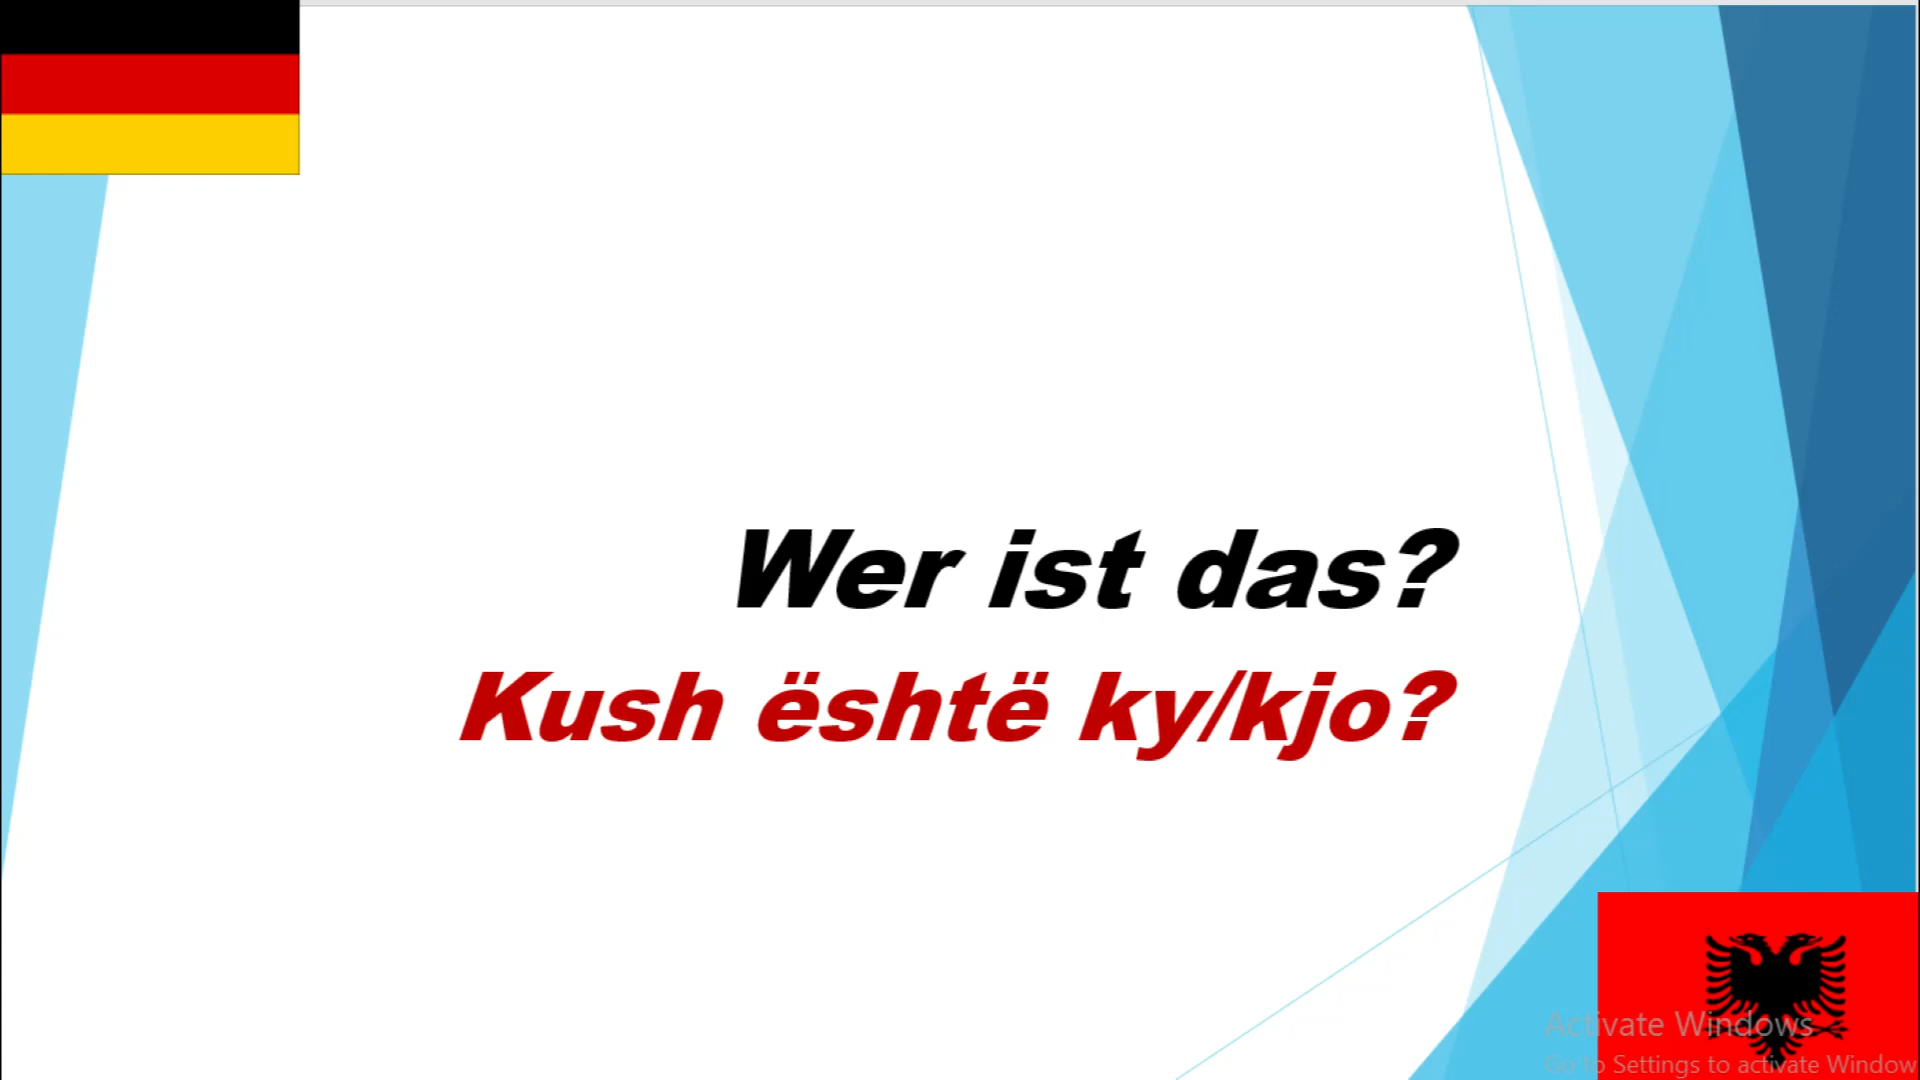 Wer ist das?
Kush është ky/kjo?
Activate Windows
Go to Settings to activate Window